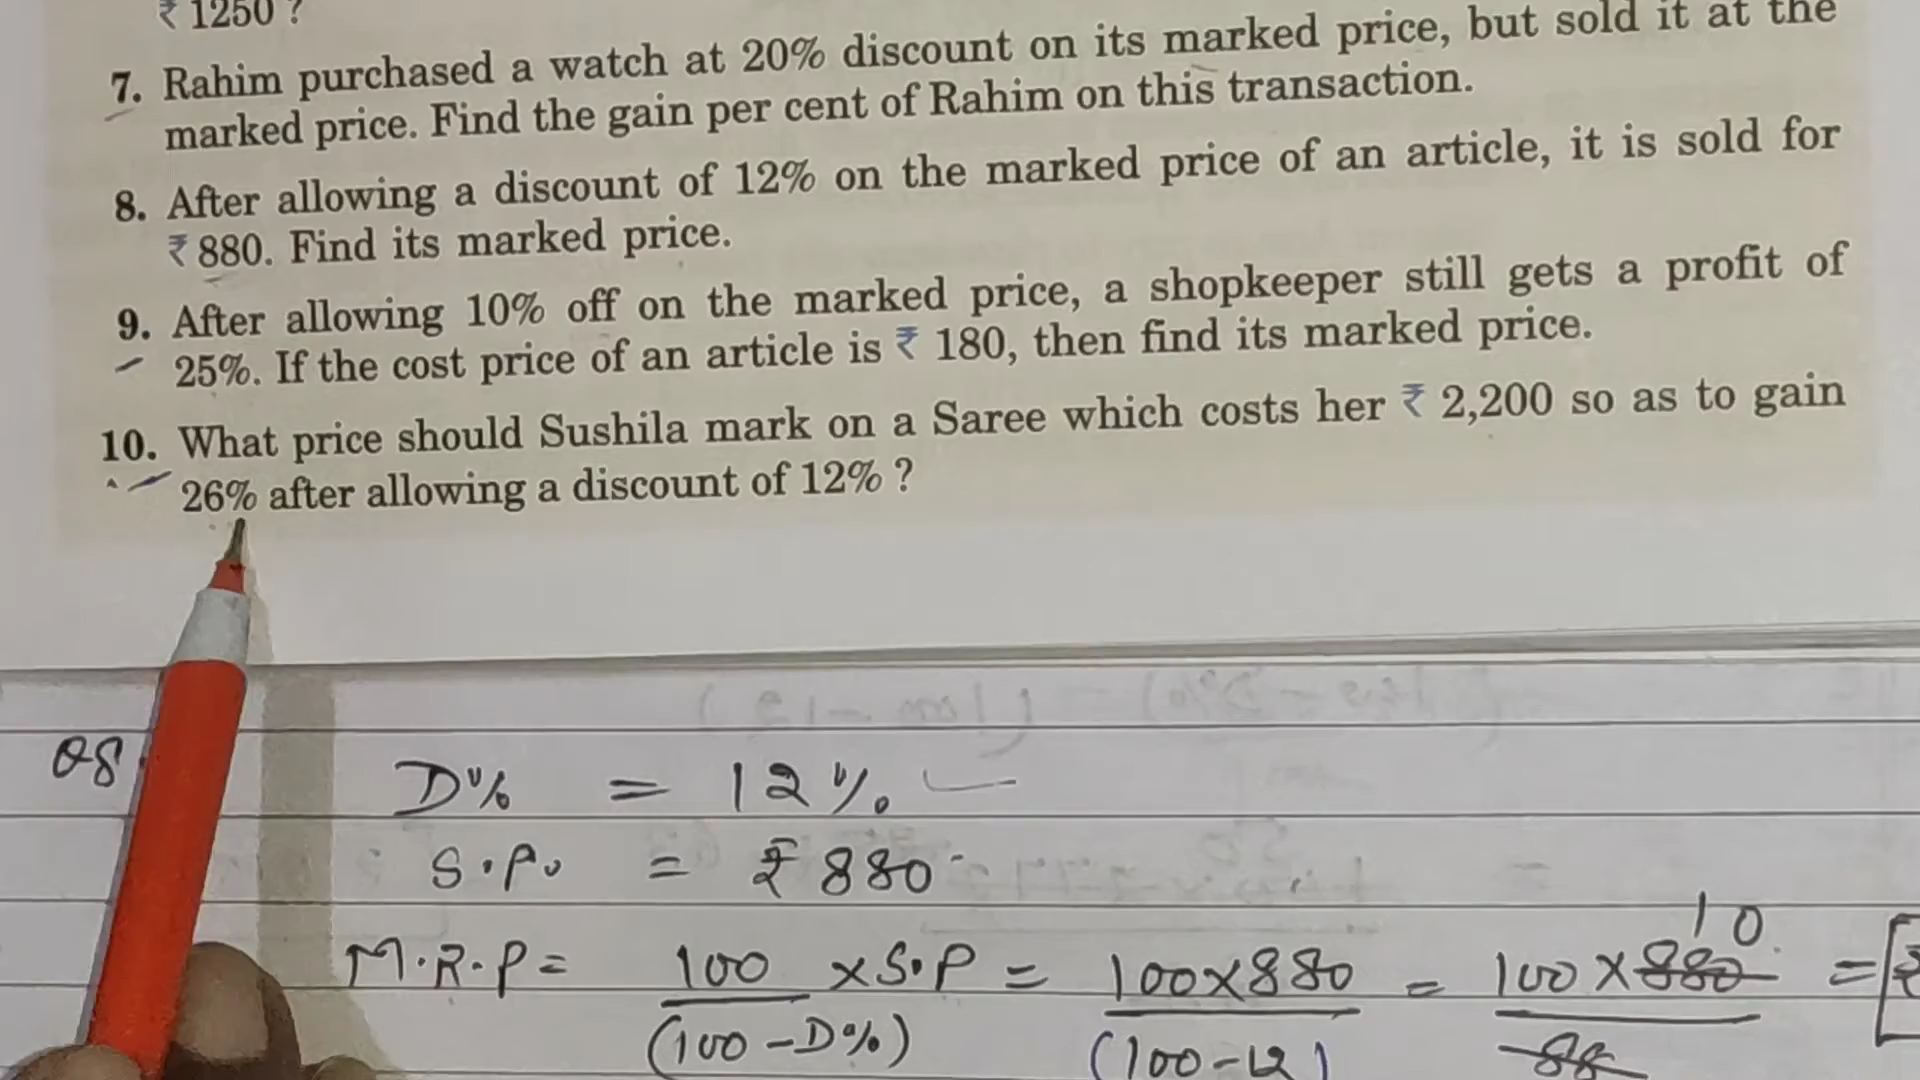 ₹ 1250 ?
7. Rahim purchased a watch at 20% discount on its marked price, but sold it at the
marked price. Find the gain per cent of Rahim on this transaction.
8. After allowing a discount of 12% on the marked price of an article, it is sold for
₹ 880. Find its marked price.
9. After allowing 10% off on the marked price, a shopkeeper still gets a profit of
25%. If the cost price of an article is ₹ 180, then find its marked price.
10. What price should Sushila mark on a Saree which costs her ₹ 2,200 so as to gain
26% after allowing a discount of 12% ?
Q8. D% = 12%
S.P. = ₹ 880
10
M.R.P = 100 × S.P = 100×880 = 100 × 880 =
(100 - D%) (100-12) 88